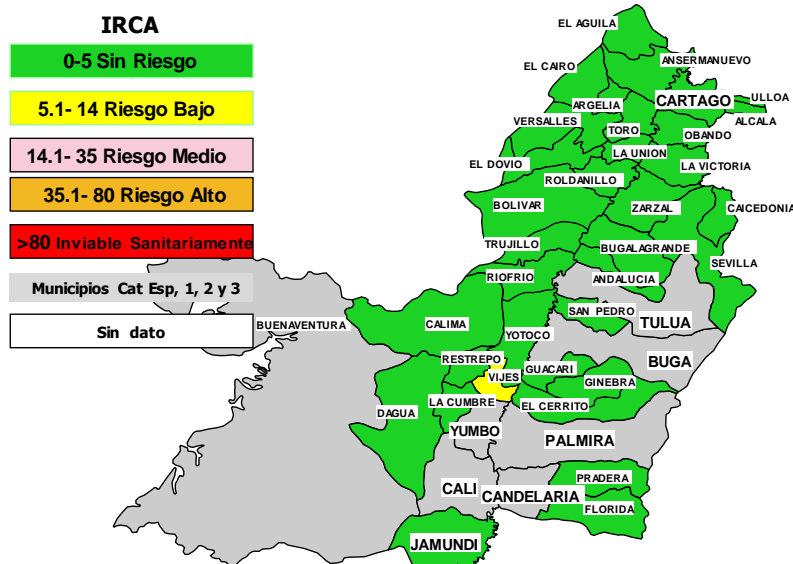 IRCA
0-5 Sin Riesgo
5.1- 14 Riesgo Bajo
14.1- 35 Riesgo Medio
35.1- 80 Riesgo Alto
>80 Inviable Sanitariamente
Municipios Cat Esp, 1, 2 y 3
Sin dato
EL AGUILA
ANSERMANUEVO
EL CAIRO
CARTAGO
ULLOA
ARGELIA
ALCALA
VERSALLES
TORO
OBANDO
LA UNION
EL DOVIO
LA VICTORIA
ROLDANILLO
BOLIVAR
ZARZAL
CAICEDONIA
TRUJILLO
BUGALAGRANDE
SEVILLA
RIOFRIO
ANDALUCIA
SAN PEDRO
TULUA
BUENAVENTURA
CALIMA
YOTOCO
RESTREPO
BUGA
VIJES
GUACARI
GINEBRA
LA CUMBRE
EL CERRITO
DAGUA
YUMBO
PALMIRA
PRADERA
CALI
CANDELARIA
FLORIDA
JAMUNDI